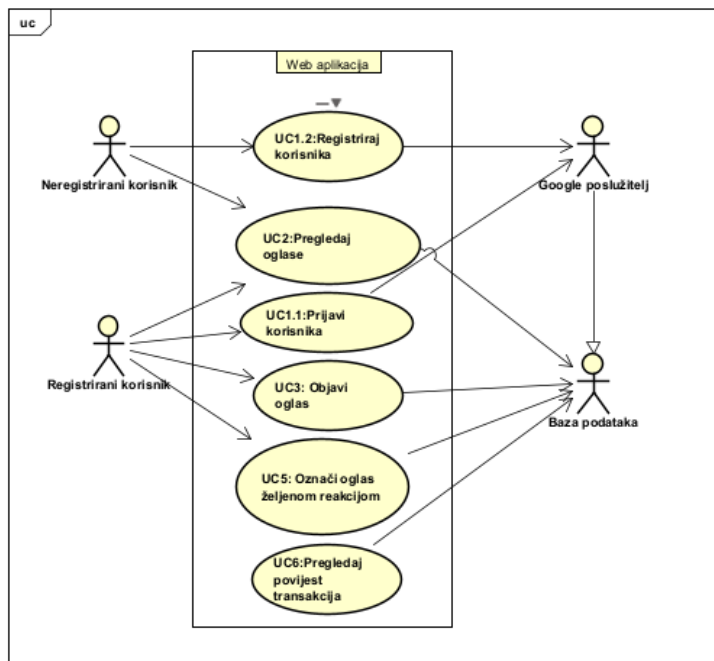 uc
Web aplikacija
UC1.2:Registriraj
korisnika
Neregistrirani korisnik
Google poslužitelj
UC2:Pregledaj
oglase
UC1.1:Prijavi
korisnika
Registrirani korisnik
UC3: Objavi
oglas
Baza podataka
UC5: Označi oglas
željenom reakcijom
UC6:Pregledaj
povijest
transakcija